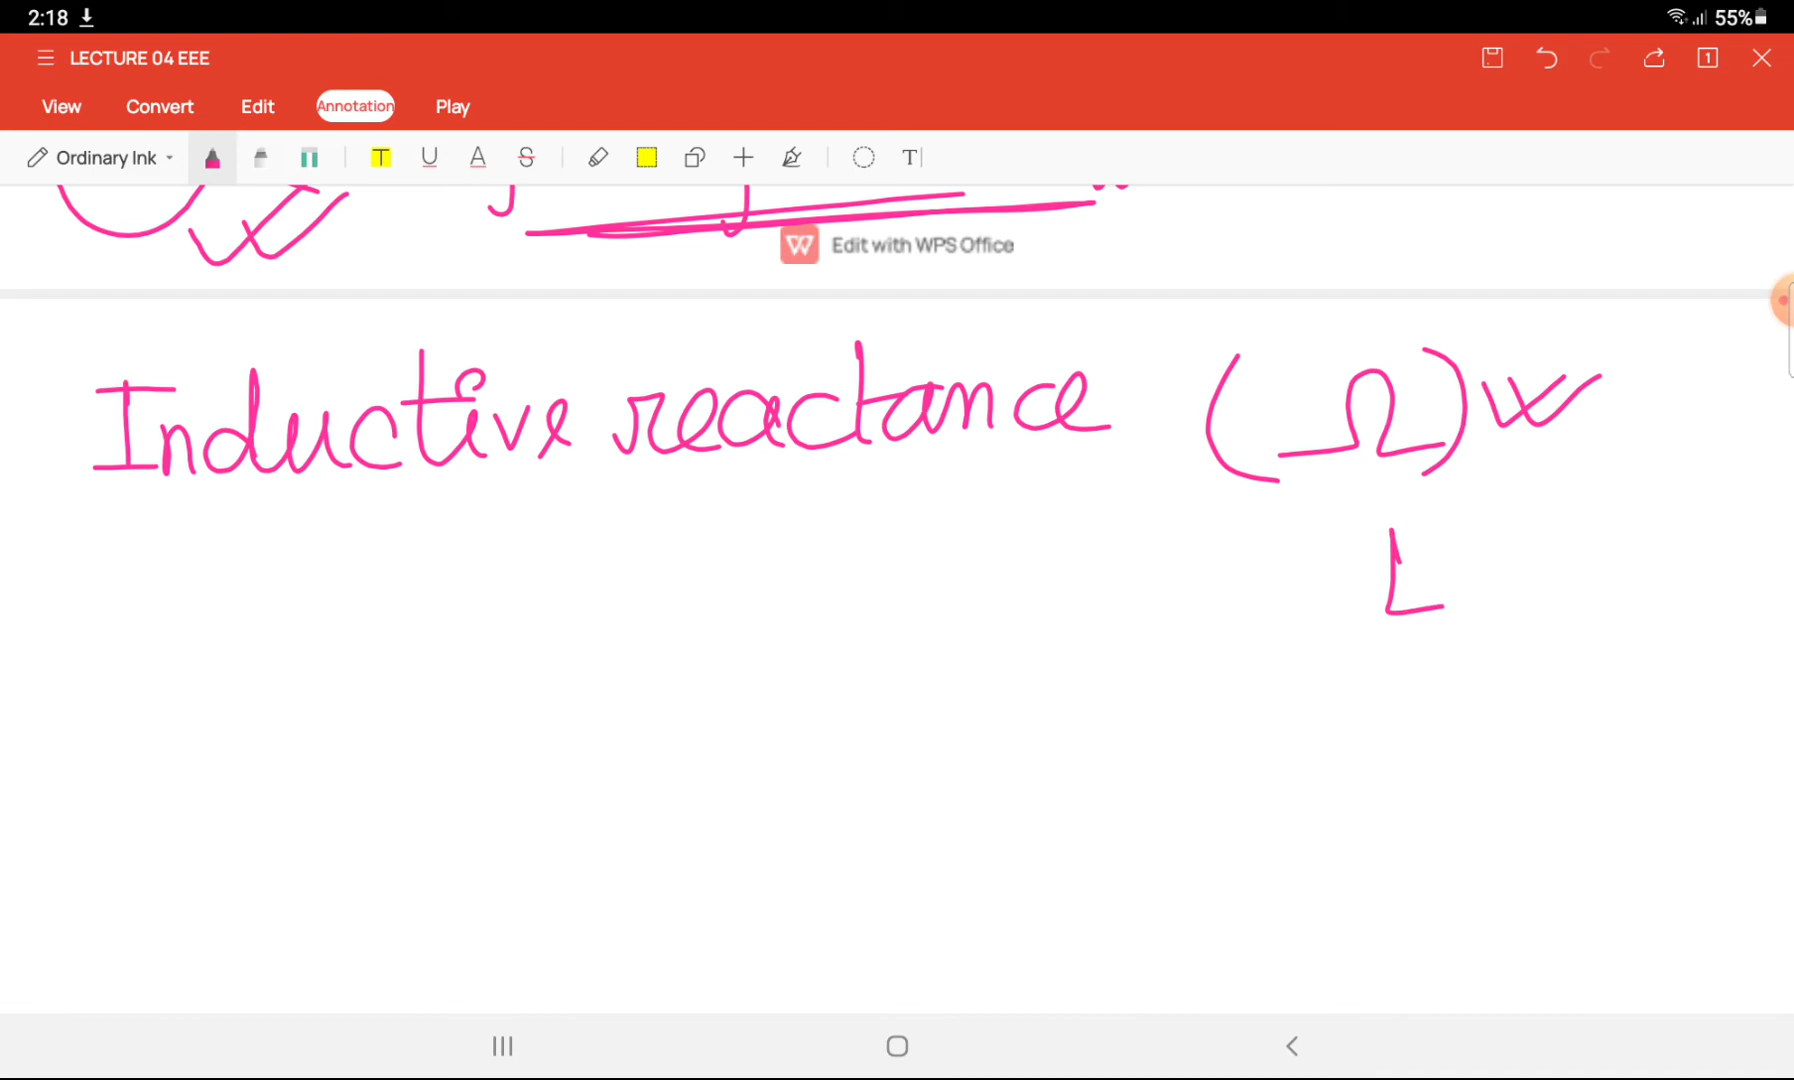 2:18 55%
LECTURE 04 EEE 1
View Convert Edit Annotation Play
Ordinary Ink T U A S T
W Edit with WPS Office
Inductive reactance (Ω)
L